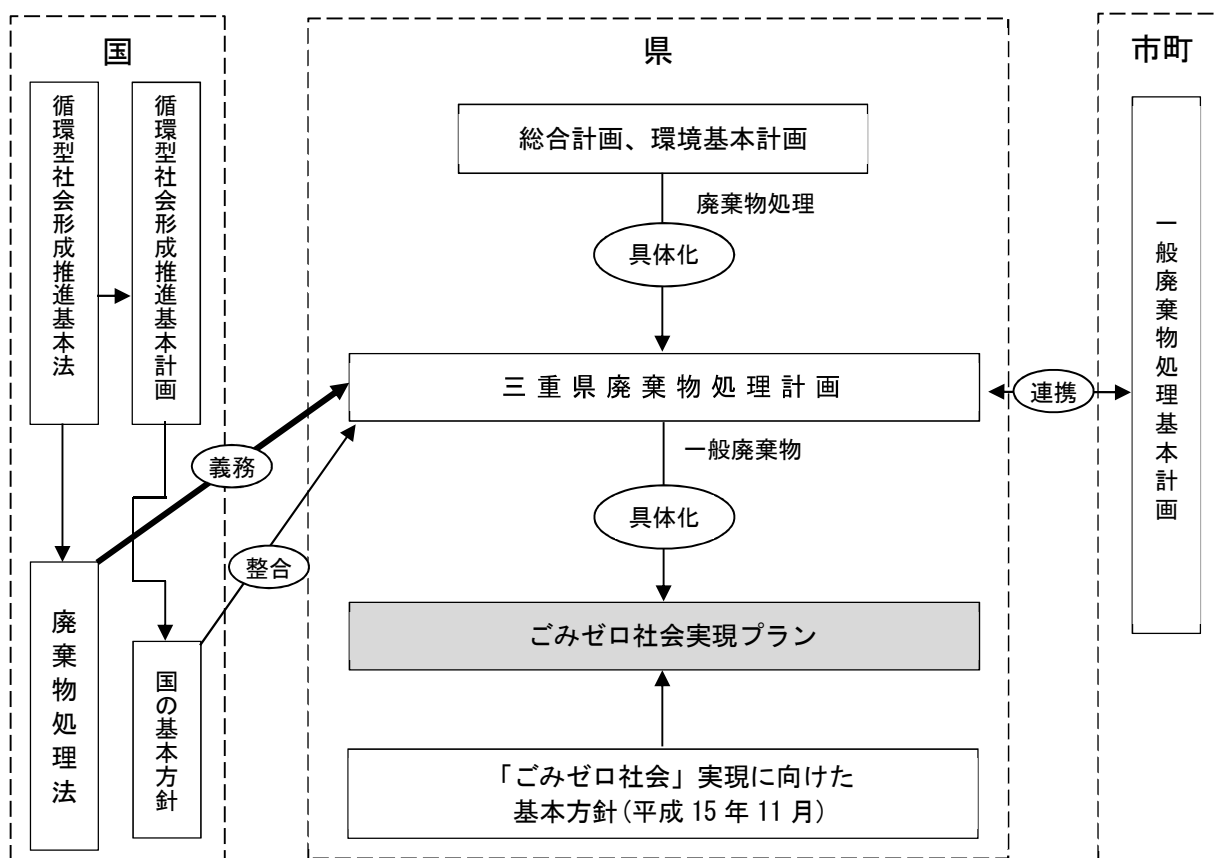 国
循環型社会形成推進基本法
循環型社会形成推進基本計画
廃棄物処理法
国の基本方針
義務
整合
県
総合計画、環境基本計画
廃棄物処理
具体化
三重県廃棄物処理計画
一般廃棄物
具体化
ごみゼロ社会実現プラン
「ごみゼロ社会」実現に向けた
基本方針(平成15年11月)
連携
市町
一般廃棄物処理基本計画